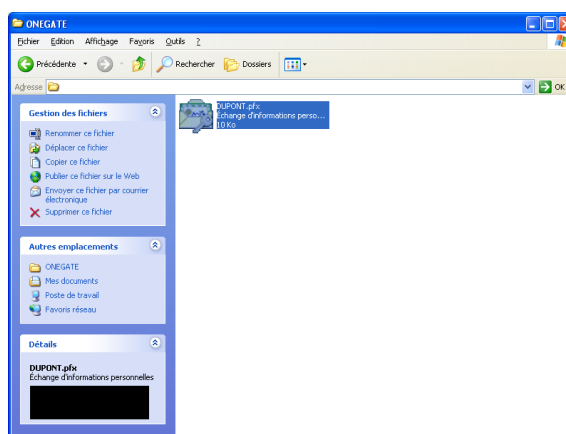 ONEGATE
Fichier Edition Affichage Favoris Outils ?
Précédente Rechercher Dossiers
Adresse OK
Gestion des fichiers
Renommer ce fichier
Déplacer ce fichier
Copier ce fichier
Publier ce fichier sur le Web
Envoyer ce fichier par courrier
électronique
Supprimer ce fichier
Autres emplacements
ONEGATE
Mes documents
Poste de travail
Favoris réseau
Détails
DUPONT.pfx
Échange d'informations personnelles
DUPONT.pfx
Échange d'informations perso...
10 Ko